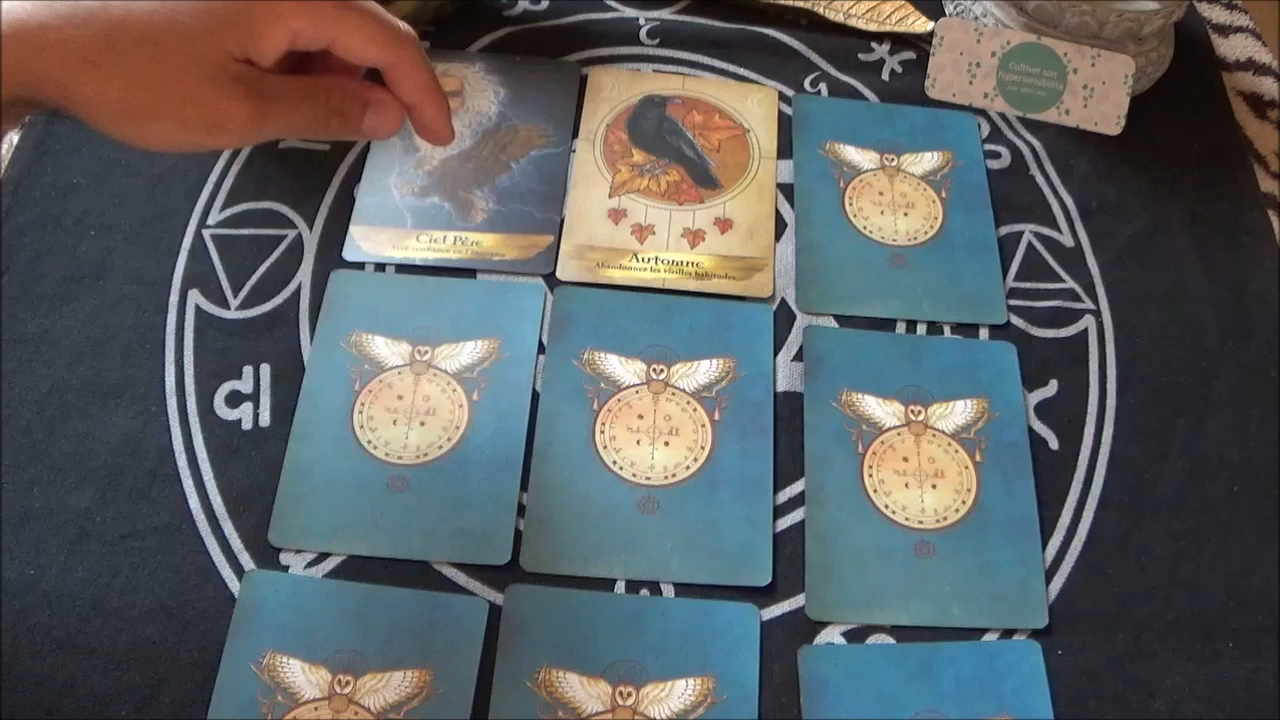 Cultiver son
hypersensibilité
Ciel Père
Avoir confiance en l'Inconnu
Automne
Abandonner les vieilles habitudes